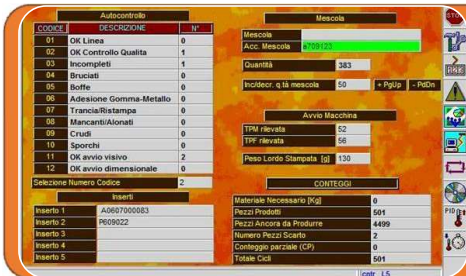 Autocontrollo
CODICE DESCRIZIONE N°
01 OK Linea 0
02 OK Controllo Qualita 1
03 Incompleti 1
04 Bruciati 0
05 Boffe 0
06 Adesione Gomma-Metallo 0
07 Trancia/Ristampa 0
08 Mancanti/Alonati 0
09 Crudi 0
10 Sporchi 0
11 OK avvio visivo 2
12 OK avvio dimensionale 0
Selezione Numero Codice 2
Inserti
Inserto 1 A0607000083
Inserto 2 P609022
Inserto 3
Inserto 4
Inserto 5
Mescola
Mescola
Acc. Mescola a709123
Quantità 383
Inc/decr. q.tà mescola 50 + PgUp - PdDn
Avvio Macchina
TPM rilevata 52
TPF rilevata 56
Peso Lordo Stampata [g] 130
CONTEGGI
Materiale Necessario [Kg] 0
Pezzi Prodotti 501
Pezzi Ancora da Produrre 4499
Numero Pezzi Scarto 2
Conteggio parziale (CP) 0
Totale Cicli 501
cntr L5
STO
PID